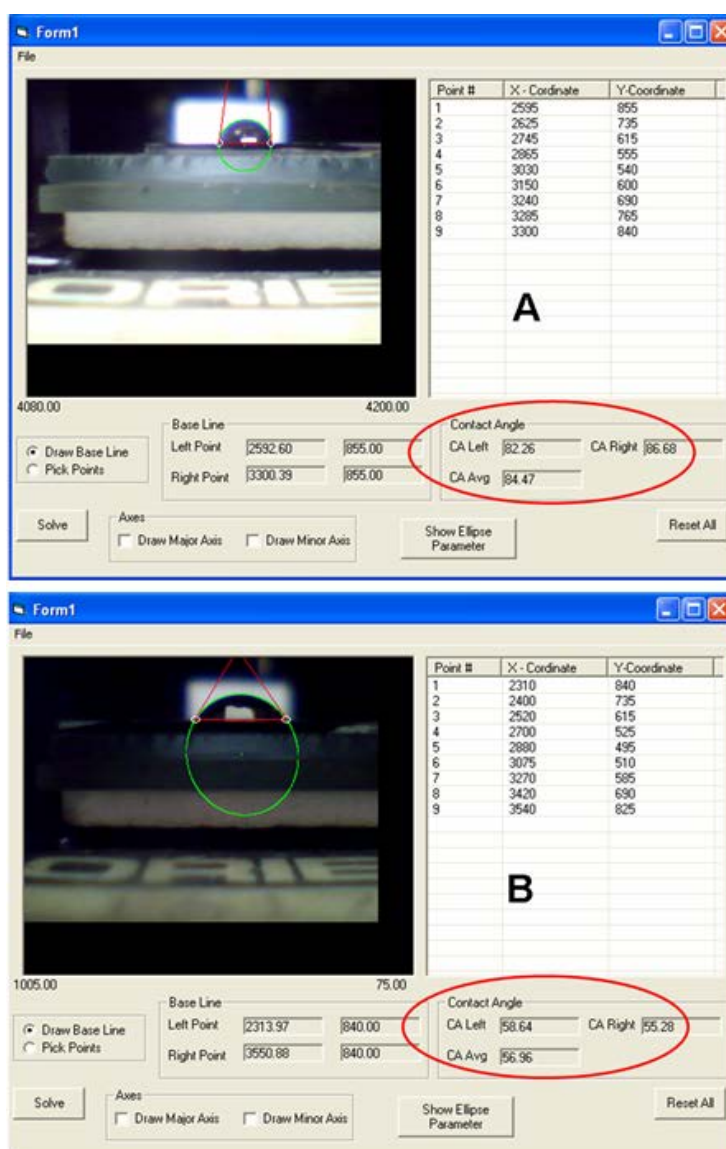 Form1
File
Point # X - Cordinate Y-Coordinate
1 2595 855
2 2625 735
3 2745 615
4 2865 555
5 3030 540
6 3150 600
7 3240 690
8 3285 765
9 3300 840
ORIE
A
4080.00 4200.00
Base Line
Contact Angle
Draw Base Line
Pick Points
Left Point 2592.60 855.00
Right Point 3300.39 855.00
CA Left 82.26 CA Right 86.68
CA Avg 84.47
Solve
Axes
Draw Major Axis Draw Minor Axis
Show Ellipse
Parameter
Reset All
Form1
File
Point # X - Cordinate Y-Coordinate
1 2310 840
2 2400 735
3 2520 615
4 2700 525
5 2880 495
6 3075 510
7 3270 585
8 3420 690
9 3540 825
ORIE
B
1005.00 75.00
Base Line
Contact Angle
Draw Base Line
Pick Points
Left Point 2313.97 840.00
Right Point 3550.88 840.00
CA Left 58.64 CA Right 55.28
CA Avg 56.96
Solve
Axes
Draw Major Axis Draw Minor Axis
Show Ellipse
Parameter
Reset All